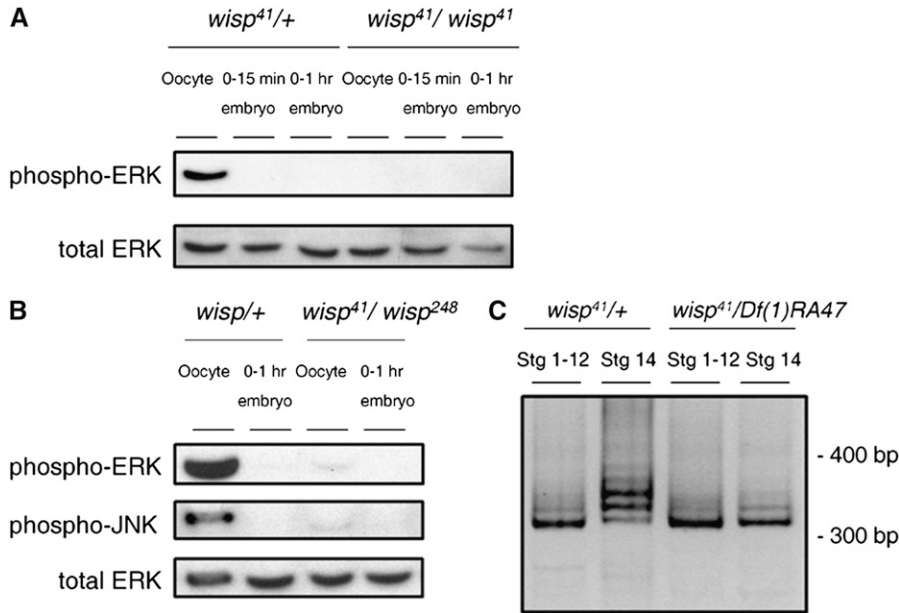 A
wisp41/+ wisp41/ wisp41
Oocyte 0-15 min 0-1 hr Oocyte 0-15 min 0-1 hr
embryo embryo embryo embryo
phospho-ERK
total ERK
B
wisp/+ wisp41/ wisp248
Oocyte 0-1 hr Oocyte 0-1 hr
embryo embryo
phospho-ERK
phospho-JNK
total ERK
C
wisp41/+ wisp41/Df(1)RA47
Stg 1-12 Stg 14 Stg 1-12 Stg 14
- 400 bp
- 300 bp